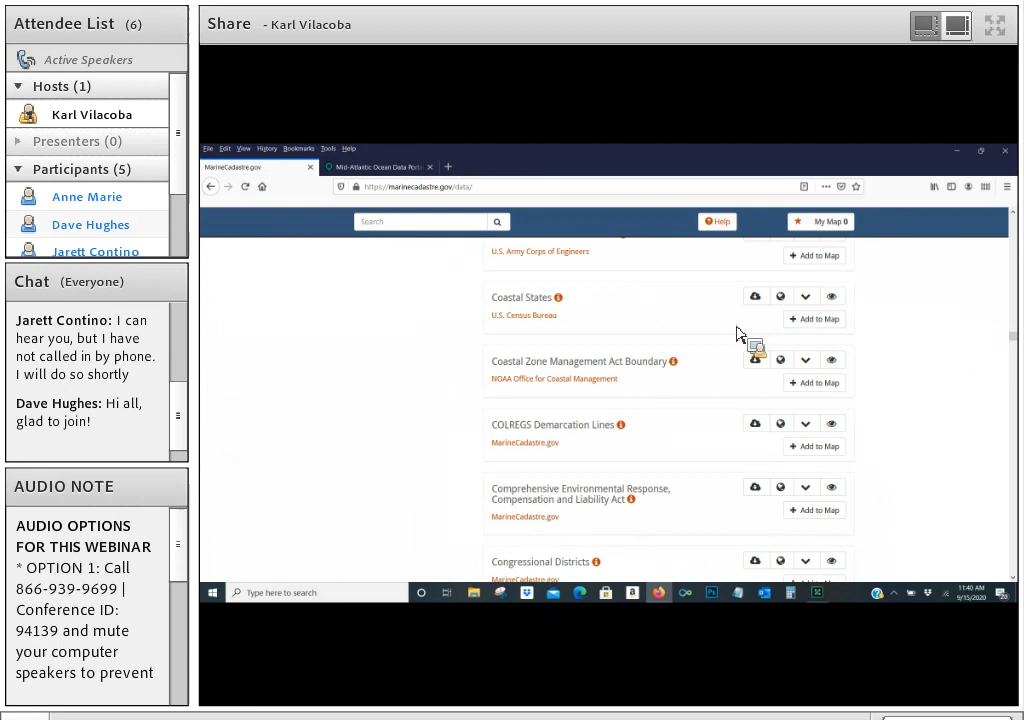 Attendee List (6)
Active Speakers
Hosts (1)
Karl Vilacoba
Presenters (0)
Participants (5)
Anne Marie
Dave Hughes
Jarett Contino
Chat (Everyone)
Jarett Contino: I can
hear you, but I have
not called in by phone.
I will do so shortly
Dave Hughes: Hi all,
glad to join!
AUDIO NOTE
AUDIO OPTIONS
FOR THIS WEBINAR
* OPTION 1: Call
866-939-9699 |
Conference ID:
94139 and mute
your computer
speakers to prevent
Share - Karl Vilacoba
File Edit View History Bookmarks Tools Help
MarineCadastre.gov
Mid-Atlantic Ocean Data Port
https://marinecadastre.gov/data/
Search
Help
My Map 0
U.S. Army Corps of Engineers
+ Add to Map
Coastal States
U.S. Census Bureau
+ Add to Map
Coastal Zone Management Act Boundary
NOAA Office for Coastal Management
+ Add to Map
COLREGS Demarcation Lines
MarineCadastre.gov
+ Add to Map
Comprehensive Environmental Response,
Compensation and Liability Act
MarineCadastre.gov
+ Add to Map
Congressional Districts
MarineCadastre.gov
Type here to search
11:40 AM
9/15/2020